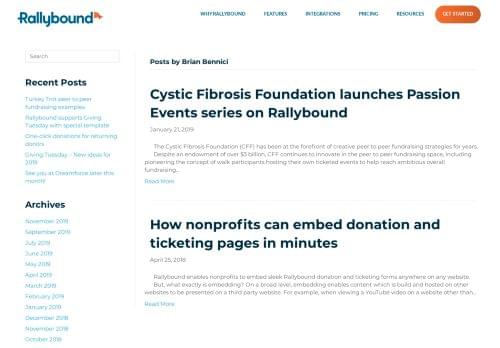 Rallybound
WHY RALLYBOUND
FEATURES
INTEGRATIONS
PRICING
RESOURCES
GET STARTED
Search
Recent Posts
Turkey Trot peer to peer
fundraising examples
Rallybound supports Giving
Tuesday with special template
One-click donations for returning
donors
Giving Tuesday – New ideas for
2019
See you at Dreamforce later this
month!
Archives
November 2019
September 2019
July 2019
June 2019
May 2019
April 2019
March 2019
February 2019
January 2019
December 2018
November 2018
October 2018
Posts by Brian Bennici
Cystic Fibrosis Foundation launches Passion
Events series on Rallybound
January 21, 2019
The Cystic Fibrosis Foundation (CFF) has been at the forefront of creative peer to peer fundraising strategies for years.
Despite an endowment of over $3 billion, CFF continues to innovate in the peer to peer fundraising space, including
pioneering the concept of walk participants hosting their own ticketed events to help reach ambitious overall
fundraising...
Read More
How nonprofits can embed donation and
ticketing pages in minutes
April 25, 2018
Rallybound enables nonprofits to embed sleek Rallybound donation and ticketing forms anywhere on any website.
But, what exactly is embedding? On a broad level, embedding enables content which is build and hosted on other
websites to be presented on a third party website. For example, when viewing a YouTube video on a website other than...
Read More